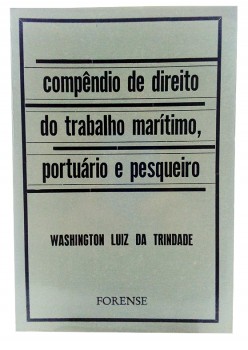 compêndio de direito
do trabalho marítimo,
portuário e pesqueiro
WASHINGTON LUIZ DA TRINDADE
FORENSE